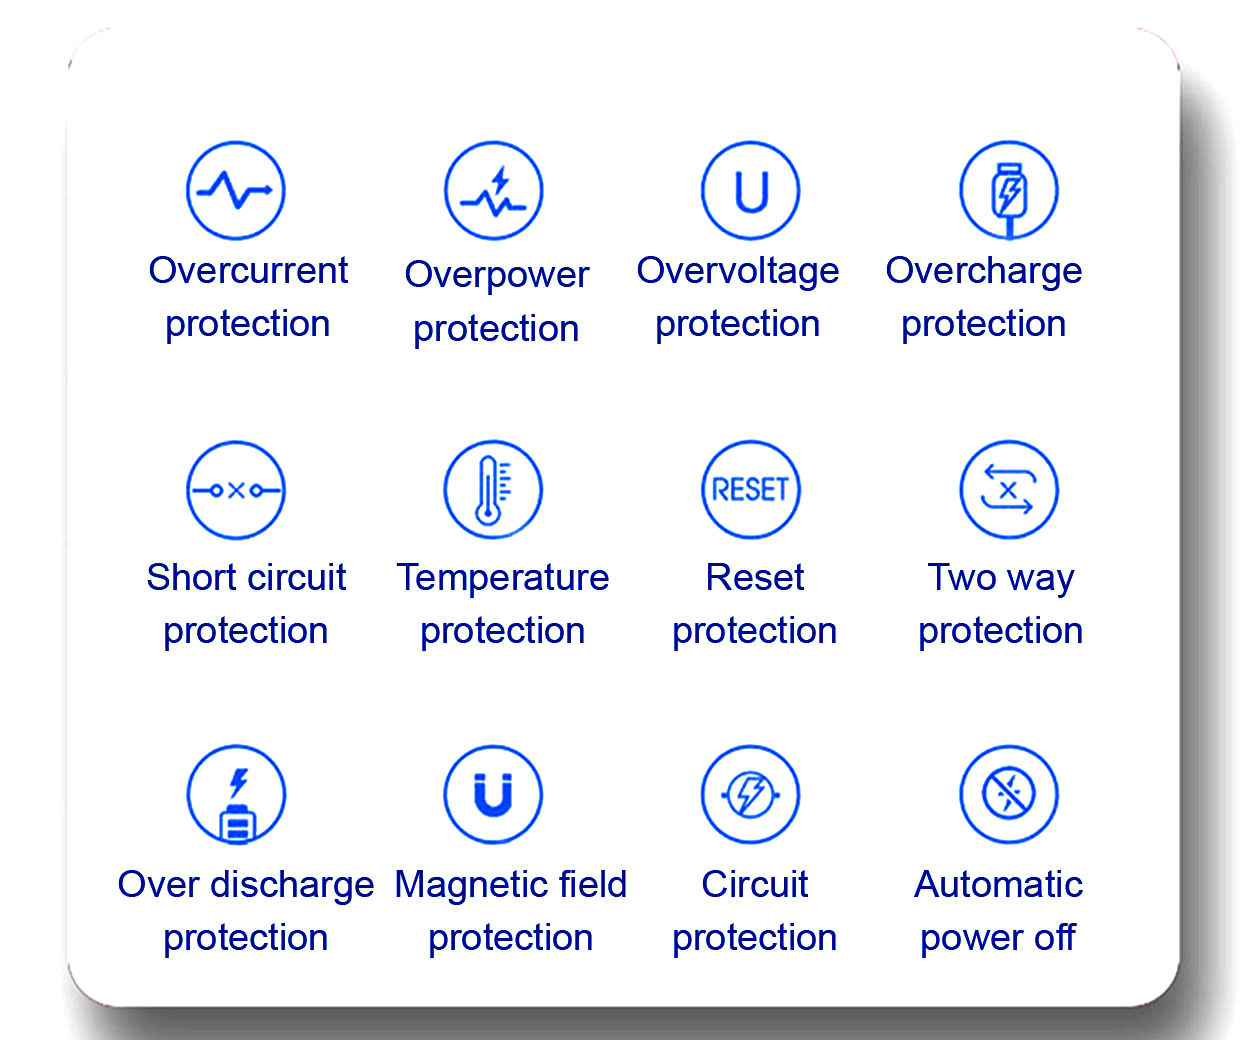 U
Overcurrent
protection
Overpower
protection
Overvoltage
protection
Overcharge
protection
RESET
Short circuit
protection
Temperature
protection
Reset
protection
Two way
protection
Over discharge
protection
Magnetic field
protection
Circuit
protection
Automatic
power off